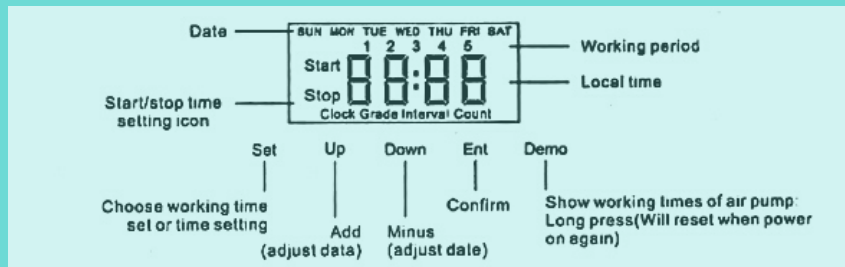 Date
SUN MON TUE WED THU FRI SAT
1 2 3 4 5
Working period
Start
88:88
Local time
Stop
Start/stop time
setting icon
Clock Grade Interval Count
Set Up Down Ent Demo
Choose working time
set or time setting
Add
(adjust data)
Minus
(adjust date)
Confirm
Show working times of air pump:
Long press(Will reset when power
on again)